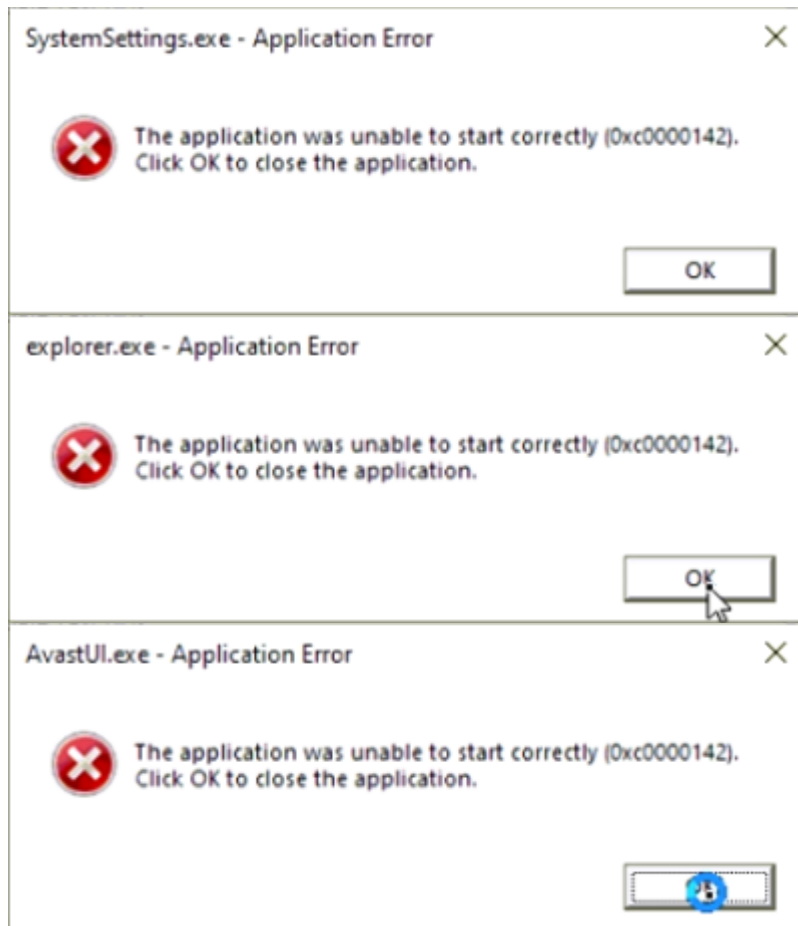 SystemSettings.exe - Application Error
The application was unable to start correctly (0xc0000142).
Click OK to close the application.
OK
explorer.exe - Application Error
The application was unable to start correctly (0xc0000142).
Click OK to close the application.
OK
AvastUI.exe - Application Error
The application was unable to start correctly (0xc0000142).
Click OK to close the application.